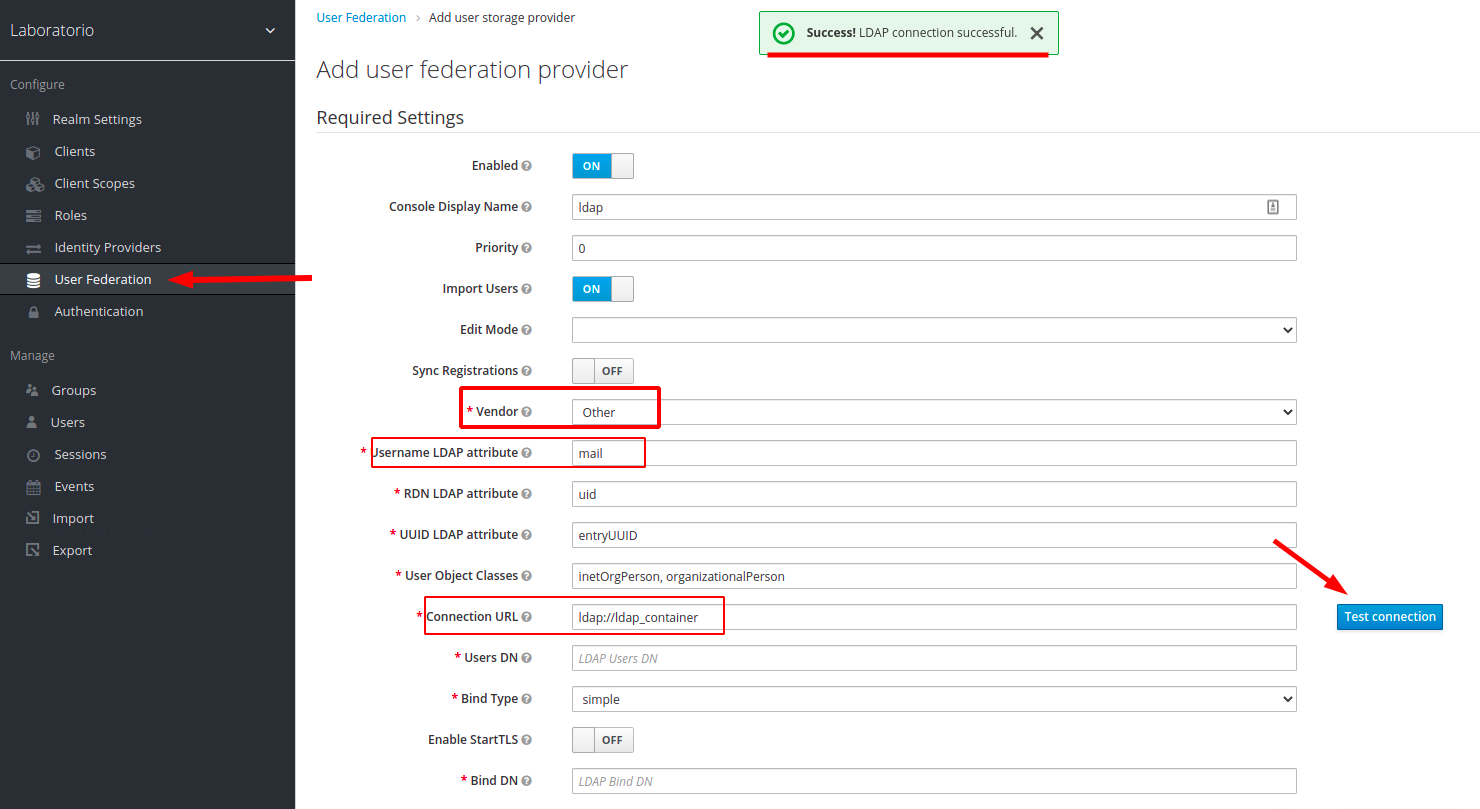 Laboratorio
Configure
Realm Settings
Clients
Client Scopes
Roles
Identity Providers
User Federation
Authentication
Manage
Groups
Users
Sessions
Events
Import
Export
User Federation › Add user storage provider
Success! LDAP connection successful.
Add user federation provider
Required Settings
Enabled ON
Console Display Name ldap
Priority 0
Import Users ON
Edit Mode
Sync Registrations OFF
* Vendor Other
* Username LDAP attribute mail
* RDN LDAP attribute uid
* UUID LDAP attribute entryUUID
* User Object Classes inetOrgPerson, organizationalPerson
* Connection URL ldap://ldap_container Test connection
* Users DN LDAP Users DN
* Bind Type simple
Enable StartTLS OFF
* Bind DN LDAP Bind DN